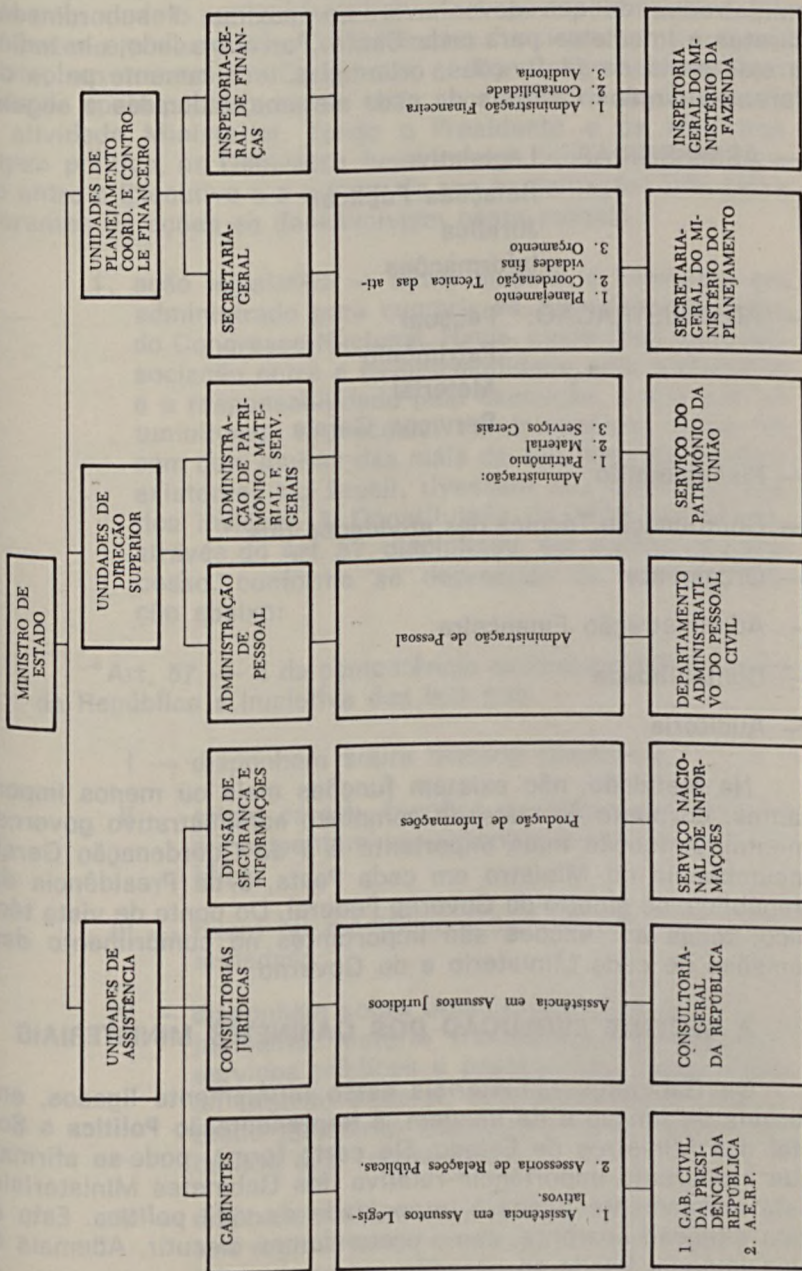 MINISTRO DE
ESTADO
UNIDADES DE
ASSISTÊNCIA
UNIDADES DE
DIREÇÃO
SUPERIOR
UNIDADES DE
PLANEJAMENTO
COORD. E CONTRO-
LE FINANCEIRO
GABINETES
CONSULTORIAS
JURÍDICAS
DIVISÃO DE
SEGURANÇA E
INFORMAÇÕES
ADMINISTRAÇÃO
DE
PESSOAL
ADMINISTRA-
ÇÃO DE PATRI-
MÔNIO MATE-
RIAL E SERV.
GERAIS
SECRETARIA-
GERAL
INSPETORIA-GE-
RAL DE FINAN-
ÇAS
1. Assistência em Assuntos Legis-
lativos.
2. Assessoria de Relações Públicas.
Assistência em Assuntos Jurídicos
Produção de Informações
Administração de Pessoal
Administração:
1. Patrimônio
2. Material
3. Serviços Gerais
1. Planejamento
2. Coordenação Técnica das ati-
vidades fins
3. Orçamento
1. Administração Financeira
2. Contabilidade
3. Auditoria
1. GAB. CIVIL
DA PRESI-
DÊNCIA DA
REPÚBLICA
2. A.E.R.P.
CONSULTORIA-
GERAL
DA REPÚBLICA
SERVIÇO NACIO-
NAL DE INFOR-
MAÇÕES
DEPARTAMENTO
ADMINISTRATI-
VO DO PESSOAL
CIVIL
SERVIÇO DO
PATRIMÔNIO DA
UNIÃO
SECRETARIA-
GERAL DO MI-
NISTÉRIO DO
PLANEJAMENTO
INSPETORIA
GERAL DO MI-
NISTÉRIO DA
FAZENDA